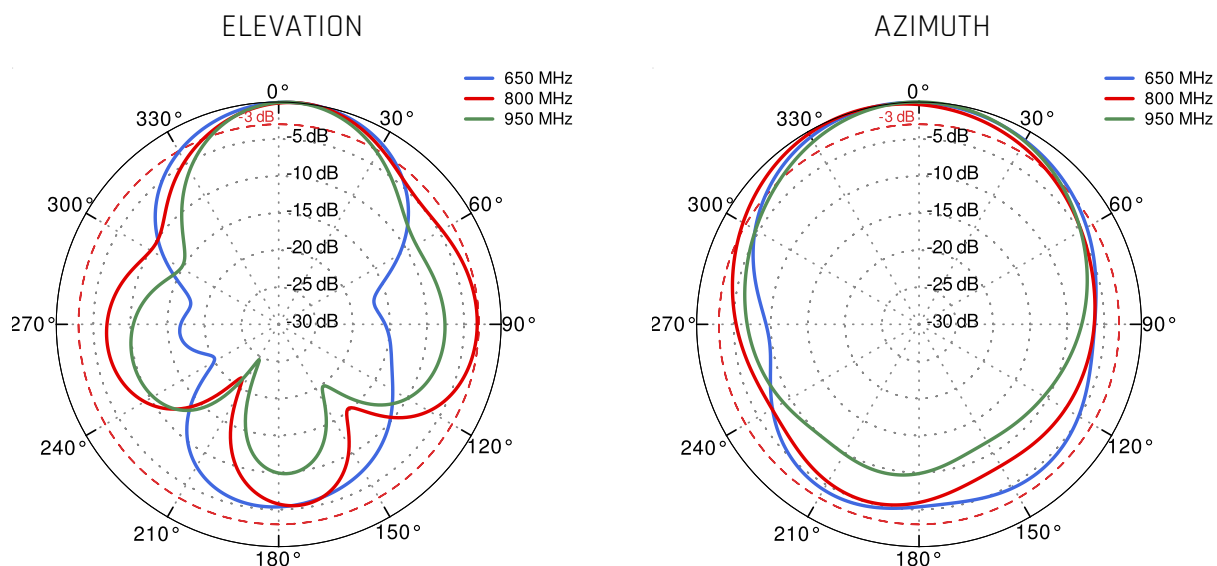 ELEVATION
650 MHz
800 MHz
950 MHz
0°
330°
-3 dB
30°
-5 dB
-10 dB
300°
-15 dB
60°
-20 dB
-25 dB
270°
-30 dB
90°
240°
120°
210°
150°
180°
AZIMUTH
650 MHz
800 MHz
950 MHz
0°
330°
-3 dB
30°
-5 dB
-10 dB
300°
-15 dB
60°
-20 dB
-25 dB
270°
-30 dB
90°
240°
120°
210°
150°
180°